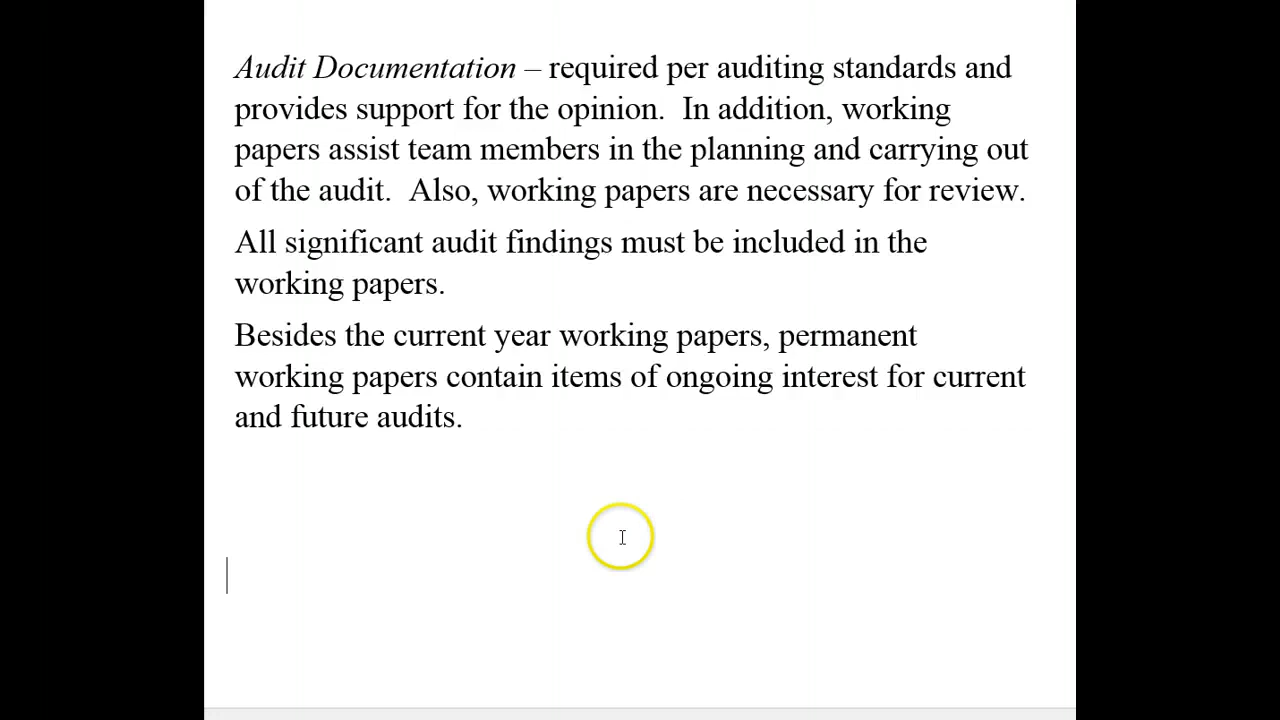 Audit Documentation – required per auditing standards and
provides support for the opinion.  In addition, working
papers assist team members in the planning and carrying out
of the audit.  Also, working papers are necessary for review.
All significant audit findings must be included in the
working papers.
Besides the current year working papers, permanent
working papers contain items of ongoing interest for current
and future audits.